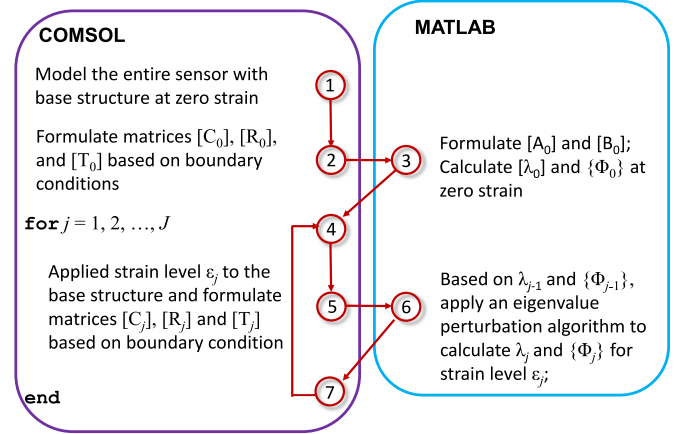 COMSOL
MATLAB
Model the entire sensor with
base structure at zero strain
1
Formulate matrices [C0], [R0],
and [T0] based on boundary
conditions
2
3
Formulate [A0] and [B0];
Calculate [λ0] and {Φ0} at
zero strain
for j = 1, 2, …, J
4
Applied strain level εj to the
base structure and formulate
matrices [Cj], [Rj] and [Tj]
based on boundary condition
5
6
Based on λj-1 and {Φj-1},
apply an eigenvalue
perturbation algorithm to
calculate λj and {Φj} for
strain level εj;
end
7